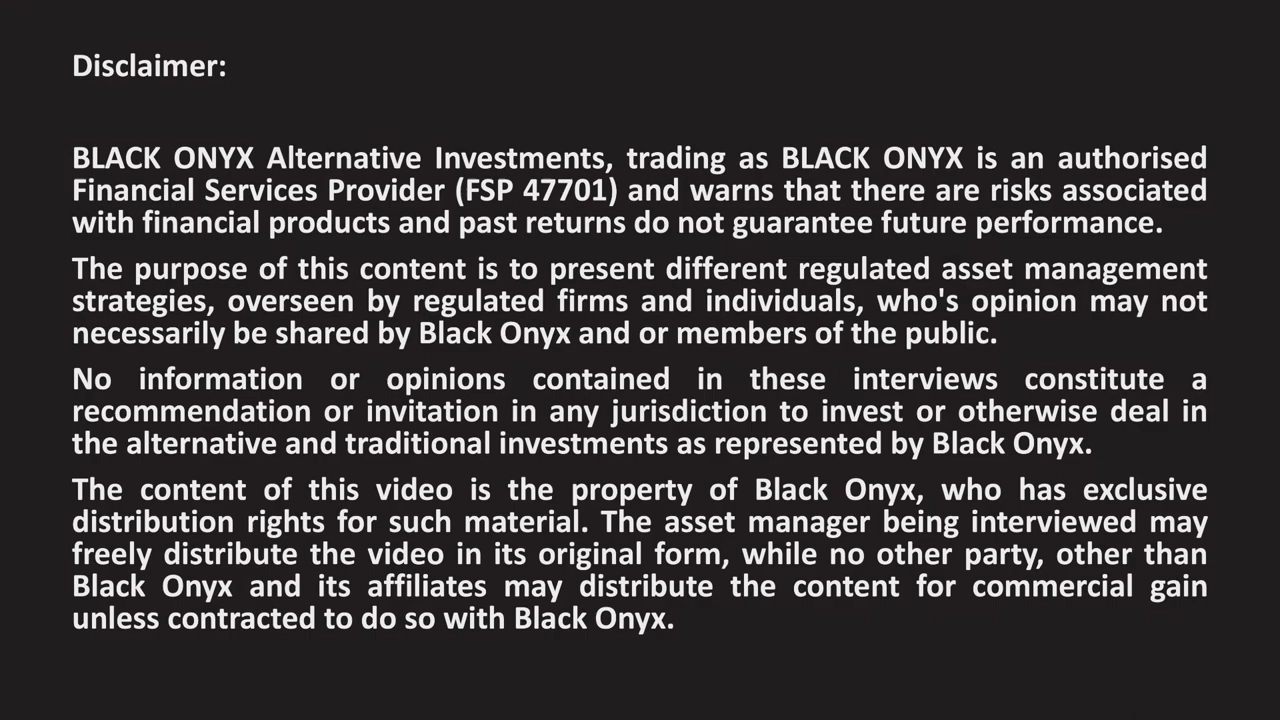 Disclaimer:
BLACK ONYX Alternative Investments, trading as BLACK ONYX is an authorised
Financial Services Provider (FSP 47701) and warns that there are risks associated
with financial products and past returns do not guarantee future performance.
The purpose of this content is to present different regulated asset management
strategies, overseen by regulated firms and individuals, who's opinion may not
necessarily be shared by Black Onyx and or members of the public.
No information or opinions contained in these interviews constitute a
recommendation or invitation in any jurisdiction to invest or otherwise deal in
the alternative and traditional investments as represented by Black Onyx.
The content of this video is the property of Black Onyx, who has exclusive
distribution rights for such material. The asset manager being interviewed may
freely distribute the video in its original form, while no other party, other than
Black Onyx and its affiliates may distribute the content for commercial gain
unless contracted to do so with Black Onyx.